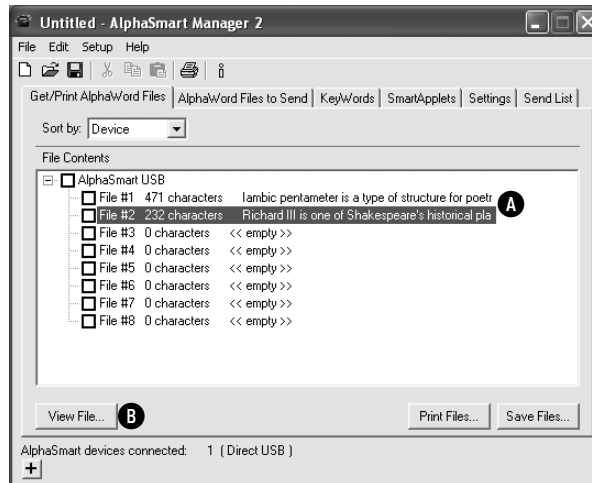 Untitled - AlphaSmart Manager 2
File Edit Setup Help
Get/Print AlphaWord Files AlphaWord Files to Send KeyWords SmartApplets Settings Send List
Sort by: Device
File Contents
AlphaSmart USB
File #1 471 characters Iambic pentameter is a type of structure for poetr
A
File #2 232 characters Richard III is one of Shakespeare's historical pla
File #3 0 characters << empty >>
File #4 0 characters << empty >>
File #5 0 characters << empty >>
File #6 0 characters << empty >>
File #7 0 characters << empty >>
File #8 0 characters << empty >>
View File... B Print Files... Save Files...
AlphaSmart devices connected: 1 ( Direct USB )
+